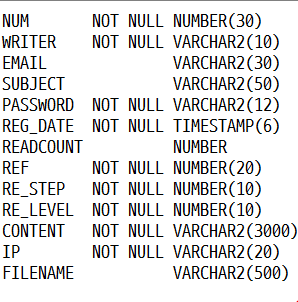 NUM NOT NULL NUMBER(30)
WRITER NOT NULL VARCHAR2(10)
EMAIL VARCHAR2(30)
SUBJECT VARCHAR2(50)
PASSWORD NOT NULL VARCHAR2(12)
REG_DATE NOT NULL TIMESTAMP(6)
READCOUNT NUMBER
REF NOT NULL NUMBER(20)
RE_STEP NOT NULL NUMBER(10)
RE_LEVEL NOT NULL NUMBER(10)
CONTENT NOT NULL VARCHAR2(3000)
IP NOT NULL VARCHAR2(20)
FILENAME VARCHAR2(500)